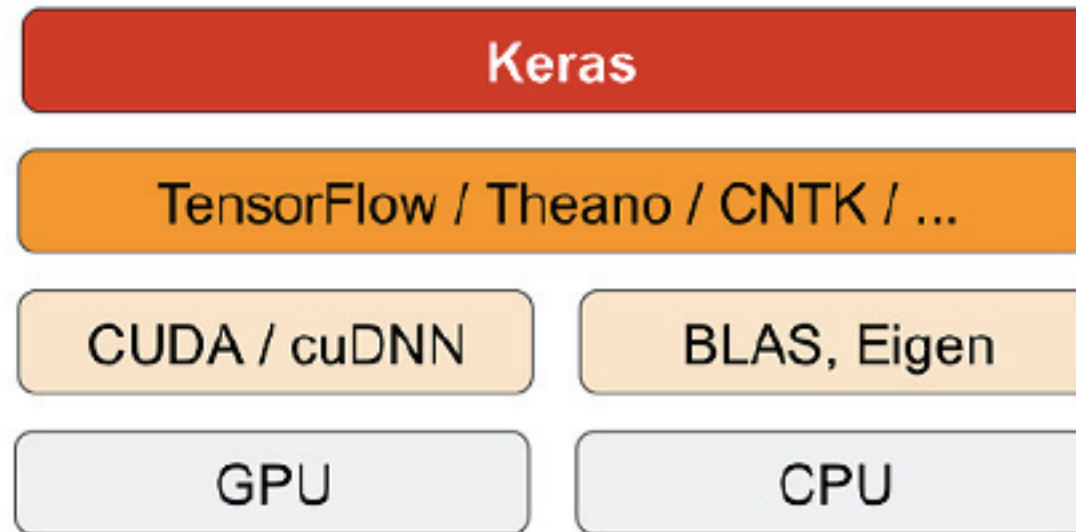 Keras
TensorFlow / Theano / CNTK / ...
CUDA / cuDNN
BLAS, Eigen
GPU
CPU